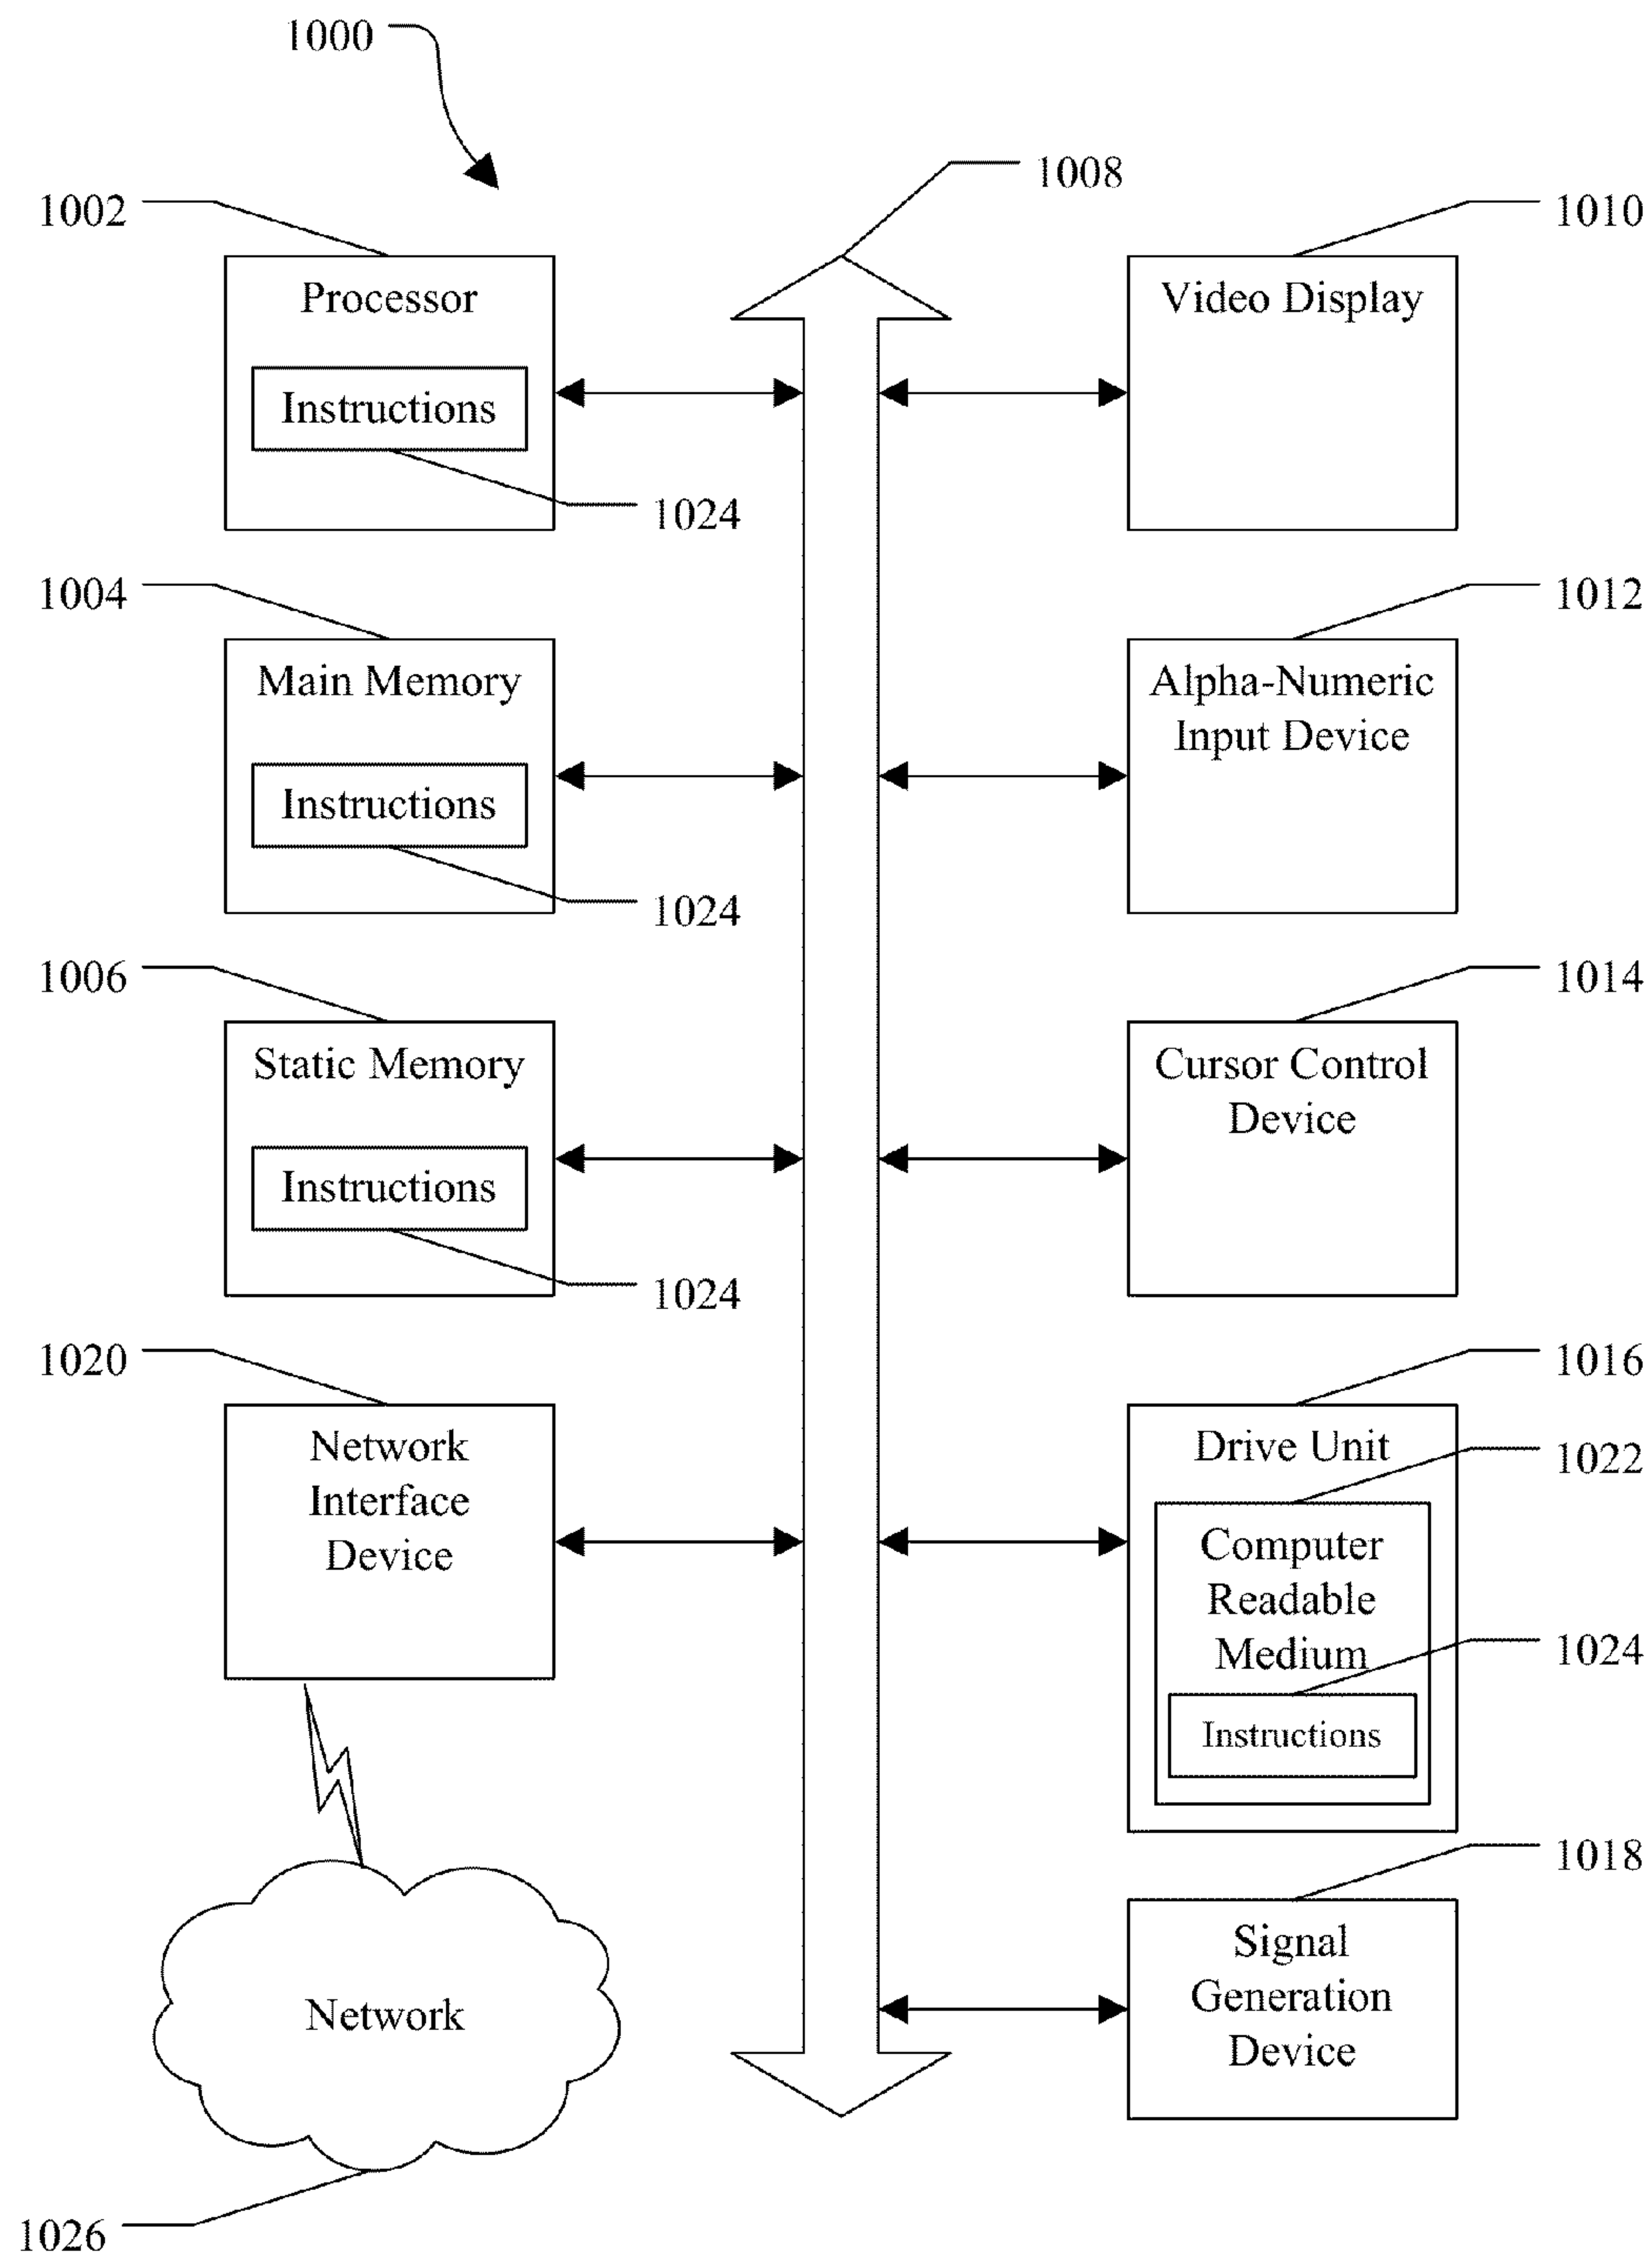 1000
1008
1002
1010
Processor
Video Display
Instructions
1024
1004
1012
Main Memory
Alpha-Numeric
Input Device
Instructions
1024
1006
1014
Static Memory
Cursor Control
Device
Instructions
1024
1020
1016
Network
Interface
Device
Drive Unit
1022
Computer
Readable
Medium
1024
Instructions
1018
Signal
Generation
Device
Network
1026